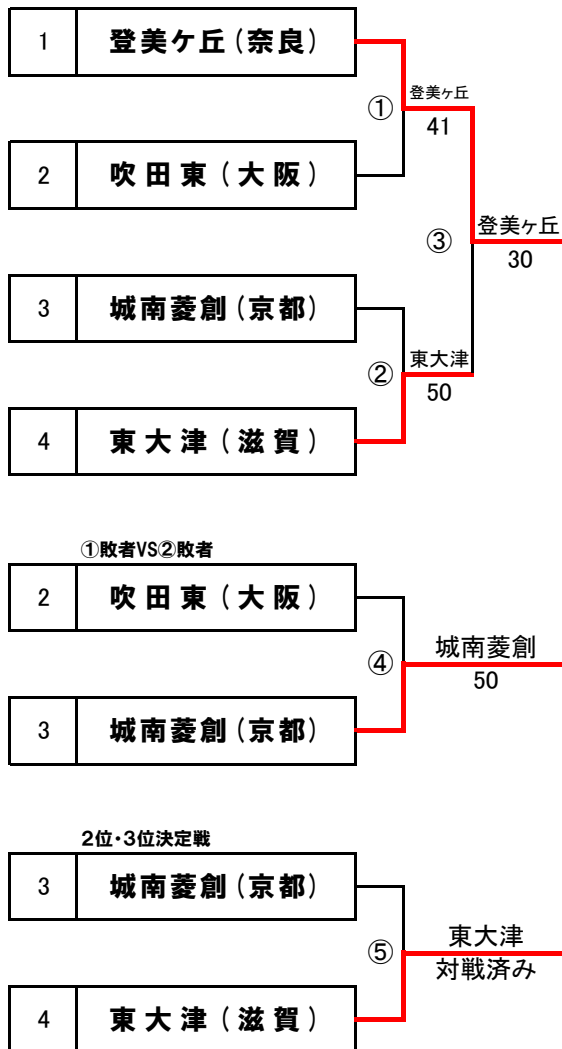 1 登美ケ丘(奈良)
① 登美ヶ丘
41
2 吹田東(大阪)
③ 登美ヶ丘
30
3 城南菱創(京都)
② 東大津
50
4 東大津(滋賀)
①敗者VS②敗者
2 吹田東(大阪)
④ 城南菱創
50
3 城南菱創(京都)
2位・3位決定戦
3 城南菱創(京都)
⑤ 東大津
対戦済み
4 東大津(滋賀)